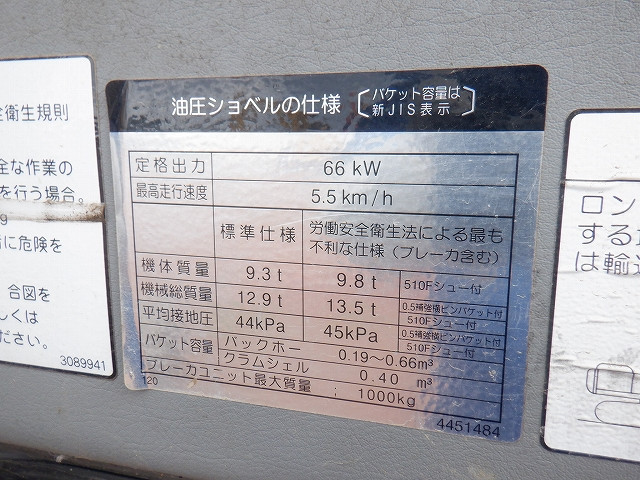 全衛生規則
全な作業の
を行う場合。
9
皆に危険を
合図を
しくは
ださい。
3089941
油圧ショベルの仕様 〔バケット容量は
新JIS表示〕
定格出力 66 kW
最高走行速度 5.5 km/h
標準仕様 労働安全衛生法による最も
不利な仕様（ブレーカ含む）
機体質量 9.3 t 9.8 t 510Fシュー付
機械総質量 12.9 t 13.5 t 0.5補強横ピンバケット付
510Fシュー付
平均接地圧 44kPa 45kPa 0.5補強横ピンバケット付
510Fシュー付
バケット容量 バックホー 0.19～0.66m³
クラムシェル 0.40 m³
ブレーカユニット最大質量 : 1000kg
120
4451484
ロン
する
は輸送